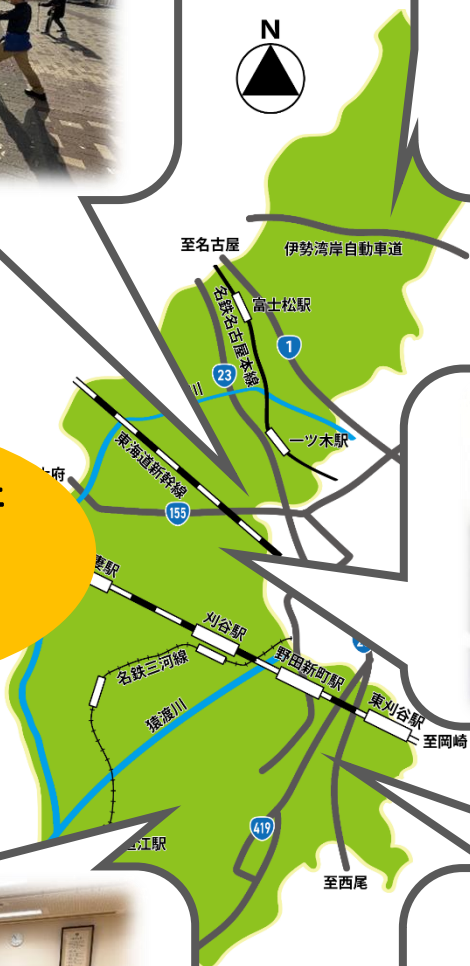 N
至名古屋
伊勢湾岸自動車道
名鉄名古屋本線
富士松駅
1
23
川
一ツ木駅
東海道新幹線
府
155
妻駅
刈谷駅
名鉄三河線
野田新町駅
東刈谷駅
猿渡川
至岡崎
419
江駅
至西尾